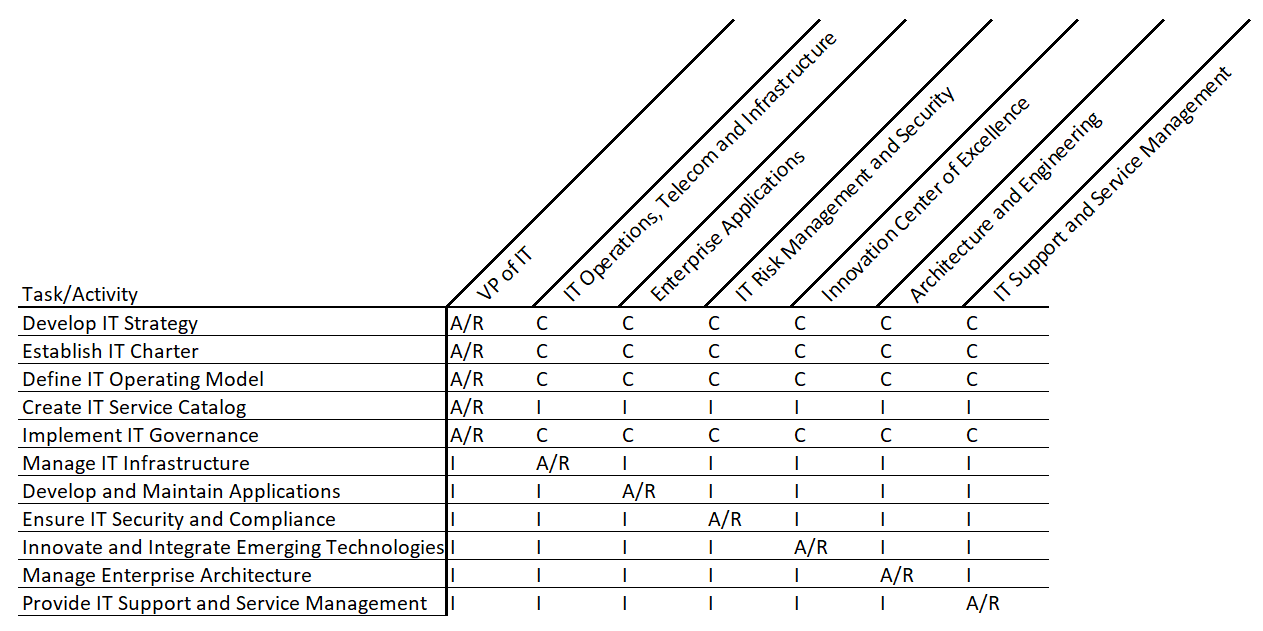 VP of IT
IT Operations, Telecom and Infrastructure
Enterprise Applications
IT Risk Management and Security
Innovation Center of Excellence
Architecture and Engineering
IT Support and Service Management
Task/Activity
Develop IT Strategy A/R C C C C C C
Establish IT Charter A/R C C C C C C
Define IT Operating Model A/R C C C C C C
Create IT Service Catalog A/R I I I I I I
Implement IT Governance A/R C C C C C C
Manage IT Infrastructure I A/R I I I I I
Develop and Maintain Applications I I A/R I I I I
Ensure IT Security and Compliance I I I A/R I I I
Innovate and Integrate Emerging Technologies I I I I A/R I I
Manage Enterprise Architecture I I I I I A/R I
Provide IT Support and Service Management I I I I I I A/R